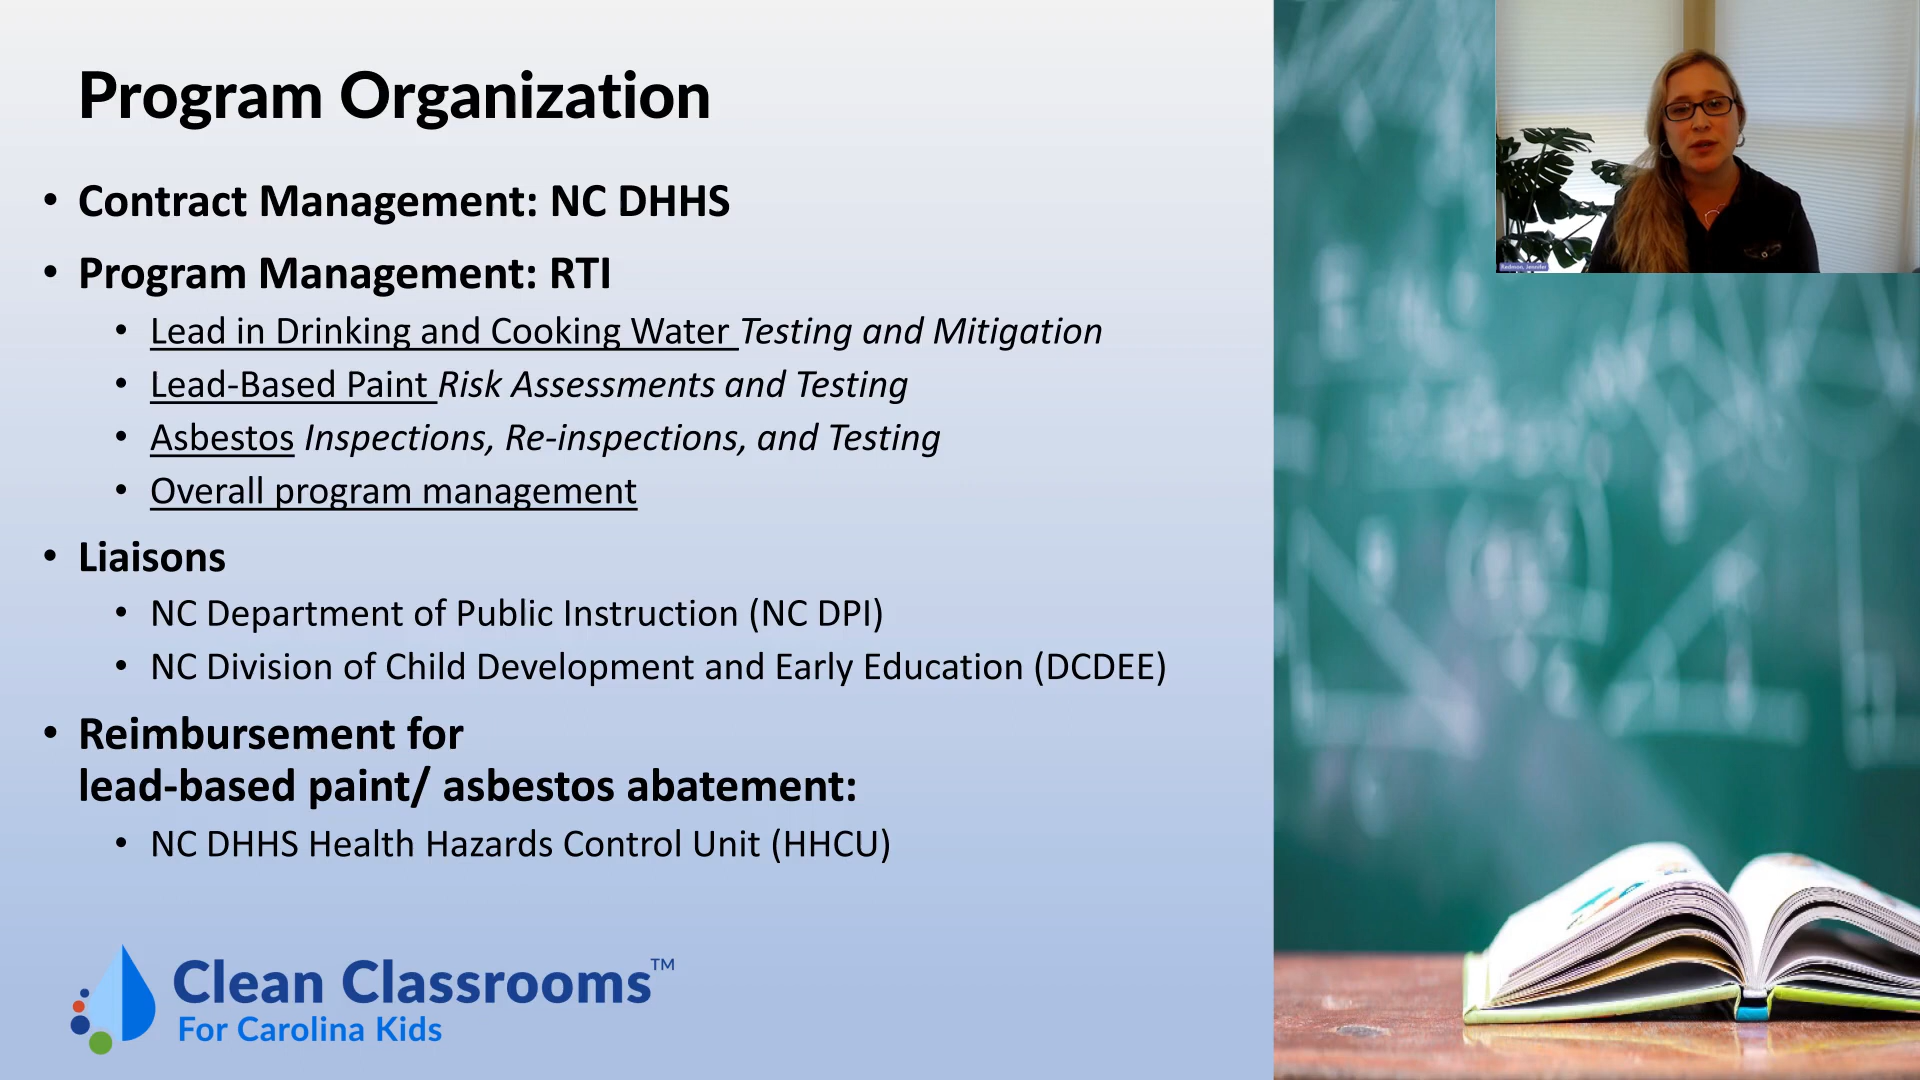 Program Organization
• Contract Management: NC DHHS
• Program Management: RTI
• Lead in Drinking and Cooking Water Testing and Mitigation
• Lead-Based Paint Risk Assessments and Testing
• Asbestos Inspections, Re-inspections, and Testing
• Overall program management
• Liaisons
• NC Department of Public Instruction (NC DPI)
• NC Division of Child Development and Early Education (DCDEE)
• Reimbursement for
lead-based paint/ asbestos abatement:
• NC DHHS Health Hazards Control Unit (HHCU)
Clean Classrooms™
For Carolina Kids
Redmon, Jennifer